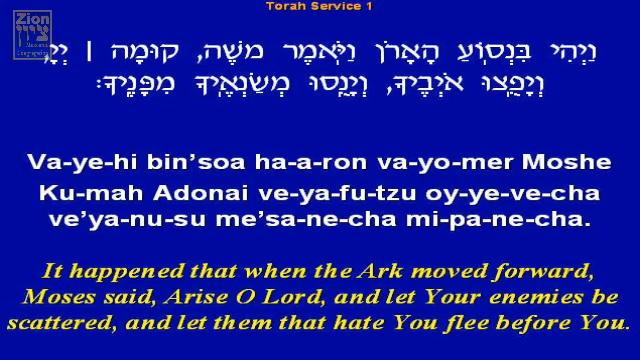 Torah Service 1
Zion
וַיְהִי בִּנְסֹֽוֹעַ הָאָרֹן וַיֹּֽאמֶר מֹשֶׁה, קוּמָה | יְיָ,
וְיָפֻֽצוּ אֹיְבֶיךָ, וְיָנֻֽסוּ מְשַׂנְאֶֽיךָ מִפָּנֶֽיךָ:
Va-ye-hi bin’soa ha-a-ron va-yo-mer Moshe
Ku-mah Adonai ve-ya-fu-tzu oy-ye-ve-cha
ve’ya-nu-su me’sa-ne-cha mi-pa-ne-cha.
It happened that when the Ark moved forward,
Moses said, Arise O Lord, and let Your enemies be
scattered, and let them that hate You flee before You.